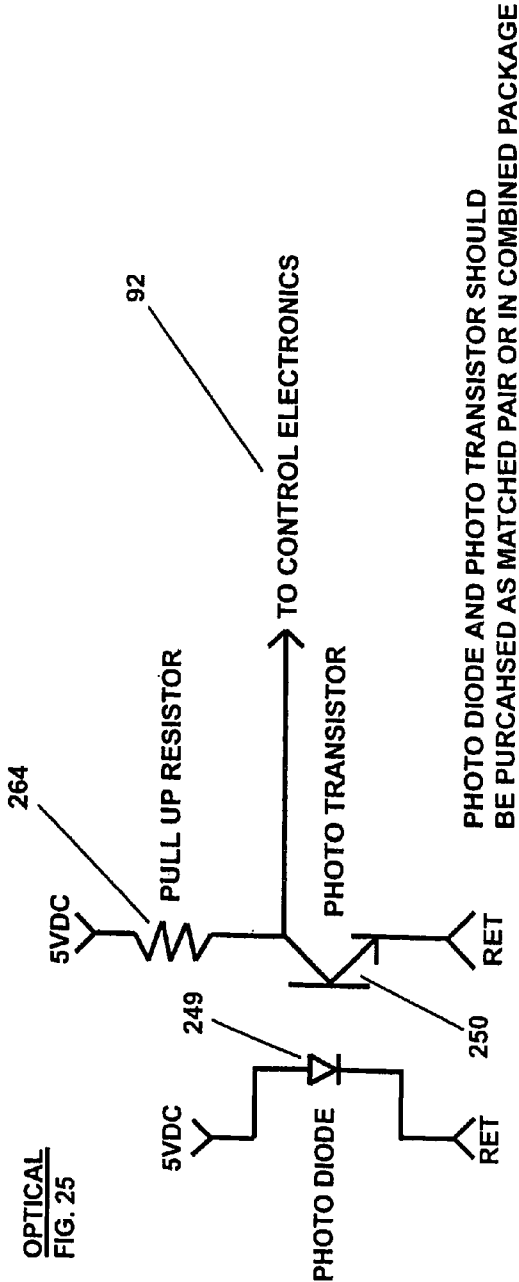 OPTICAL
FIG. 25
5VDC
249
PHOTO DIODE
RET
5VDC
264
PULL UP RESISTOR
PHOTO TRANSISTOR
250
RET
92
TO CONTROL ELECTRONICS
PHOTO DIODE AND PHOTO TRANSISTOR SHOULD
BE PURCAHSED AS MATCHED PAIR OR IN COMBINED PACKAGE